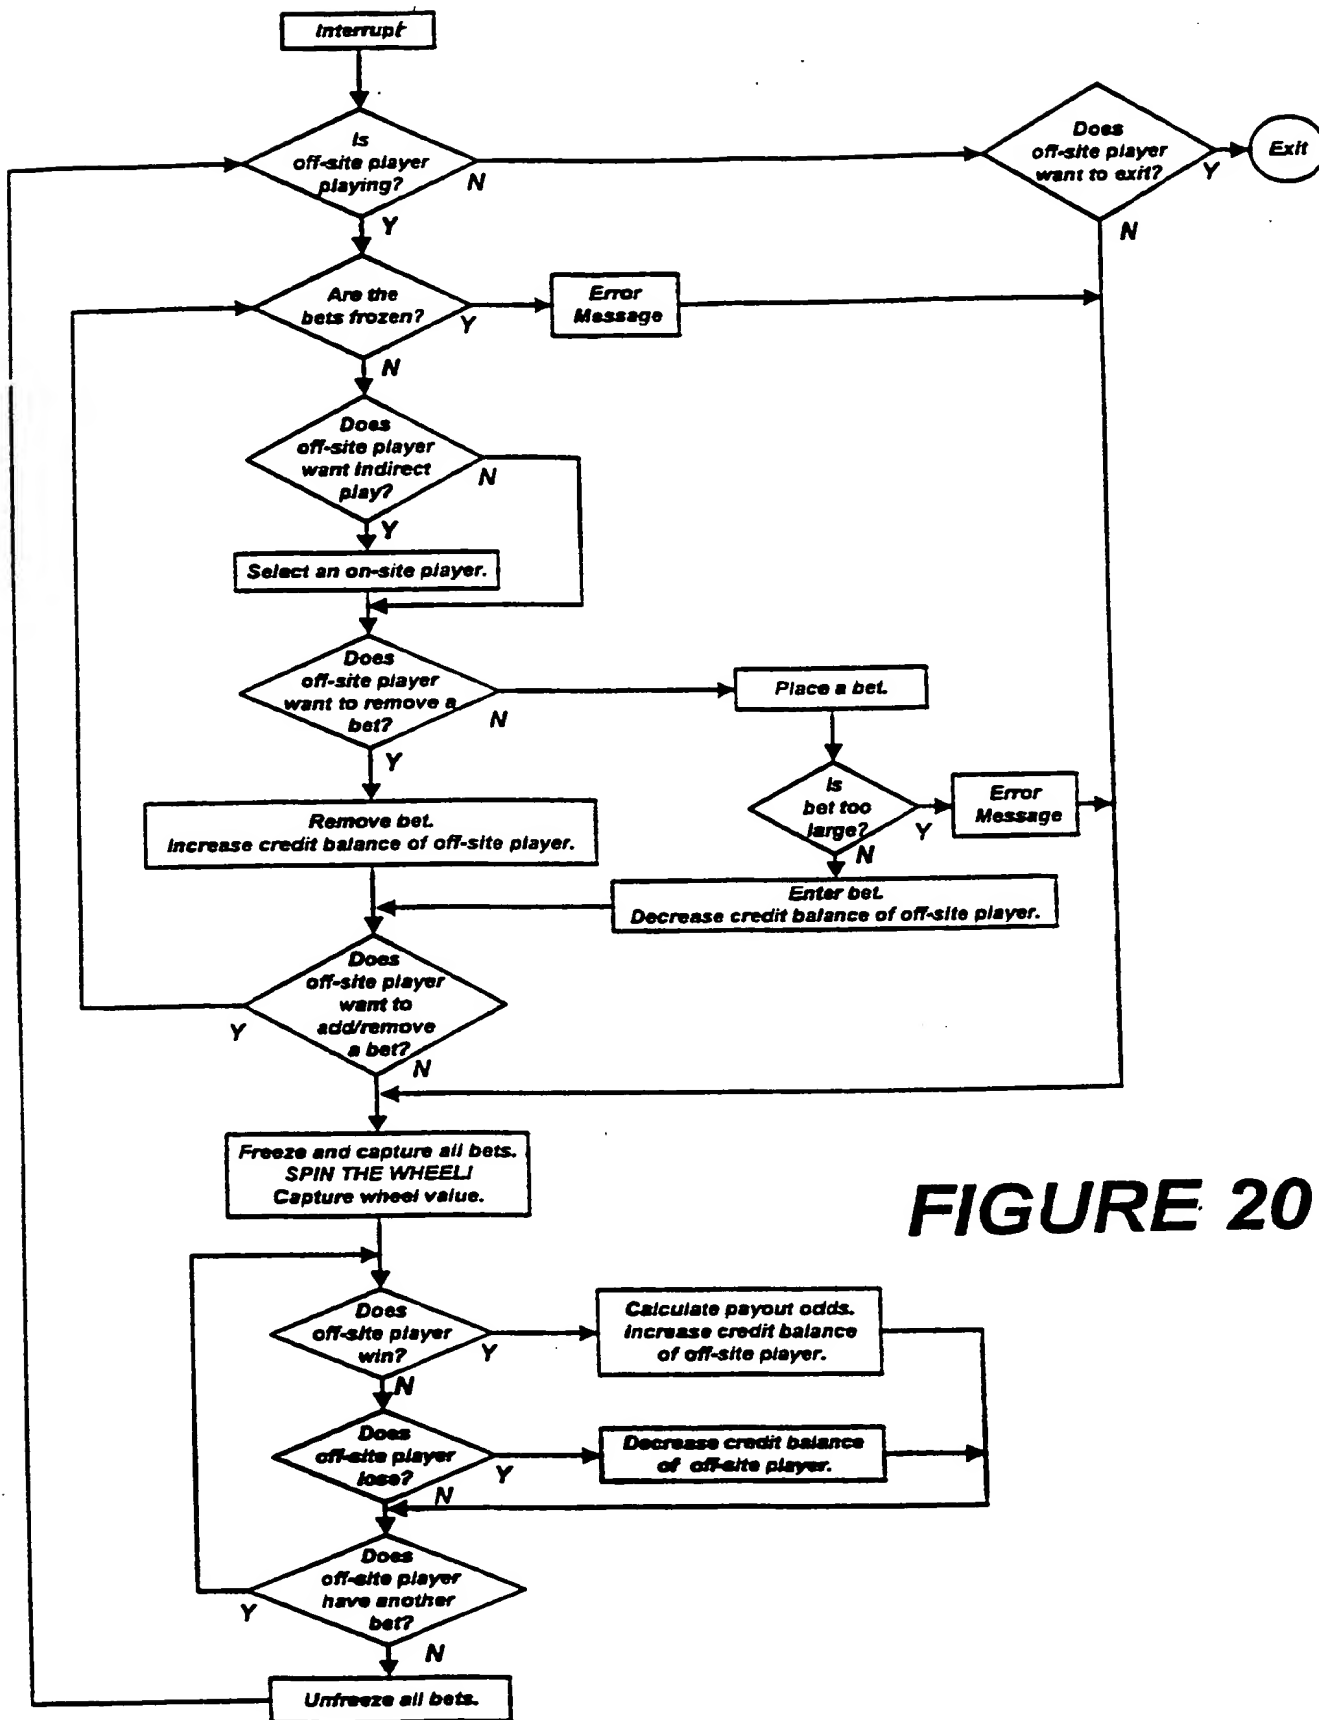 Interrupt
Is
off-site player
playing?
N
Y
Does
off-site player
want to exit?
Y
Exit
N
Are the
bets frozen?
Y
N
Error
Message
Does
off-site player
want indirect
play?
N
Y
Select an on-site player.
Does
off-site player
want to remove a
bet?
N
Y
Place a bet.
Is
bet too
large?
Y
N
Error
Message
Remove bet.
Increase credit balance of off-site player.
Enter bet.
Decrease credit balance of off-site player.
Does
off-site player
want to
add/remove
a bet?
Y
N
Freeze and capture all bets.
SPIN THE WHEEL!
Capture wheel value.
FIGURE 20
Does
off-site player
win?
Y
N
Calculate payout odds.
Increase credit balance
of off-site player.
Does
off-site player
lose?
Y
N
Decrease credit balance
of off-site player.
Does
off-site player
have another
bet?
Y
N
Unfreeze all bets.